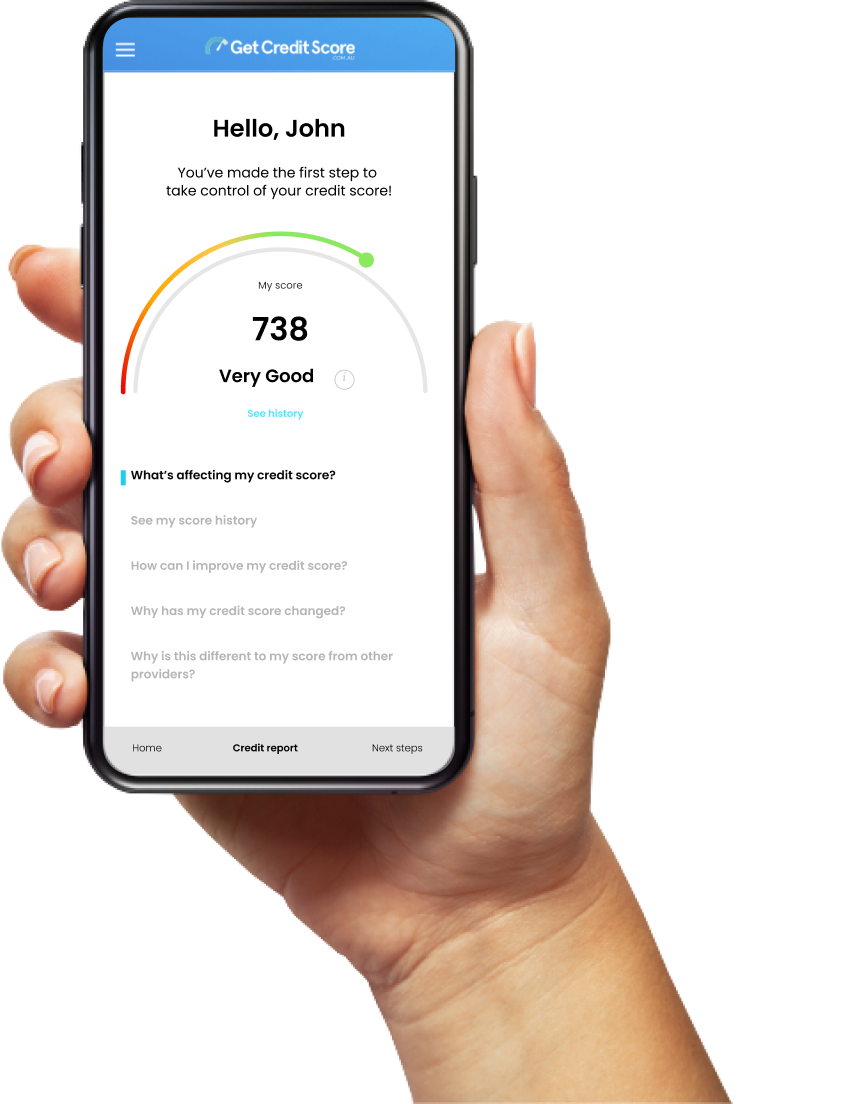 Get Credit Score
.COM.AU
Hello, John
You’ve made the first step to
take control of your credit score!
My score
738
Very Good
i
See history
What’s affecting my credit score?
See my score history
How can I improve my credit score?
Why has my credit score changed?
Why is this different to my score from other
providers?
Home Credit report Next steps